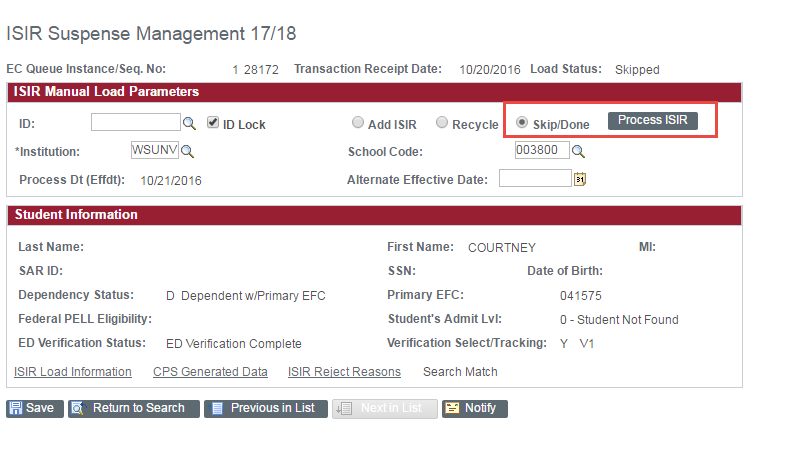 ISIR Suspense Management 17/18
EC Queue Instance/Seq. No: 1 28172 Transaction Receipt Date: 10/20/2016 Load Status: Skipped
ISIR Manual Load Parameters
ID: ID Lock Add ISIR Recycle Skip/Done Process ISIR
*Institution: WSUNV School Code: 003800
Process Dt (Effdt): 10/21/2016 Alternate Effective Date: 31
Student Information
Last Name: First Name: COURTNEY MI:
SAR ID: SSN: Date of Birth:
Dependency Status: D Dependent w/Primary EFC Primary EFC: 041575
Federal PELL Eligibility: Student's Admit Lvl: 0 - Student Not Found
ED Verification Status: ED Verification Complete Verification Select/Tracking: Y V1
ISIR Load Information CPS Generated Data ISIR Reject Reasons Search Match
Save Return to Search Previous in List Next in List Notify